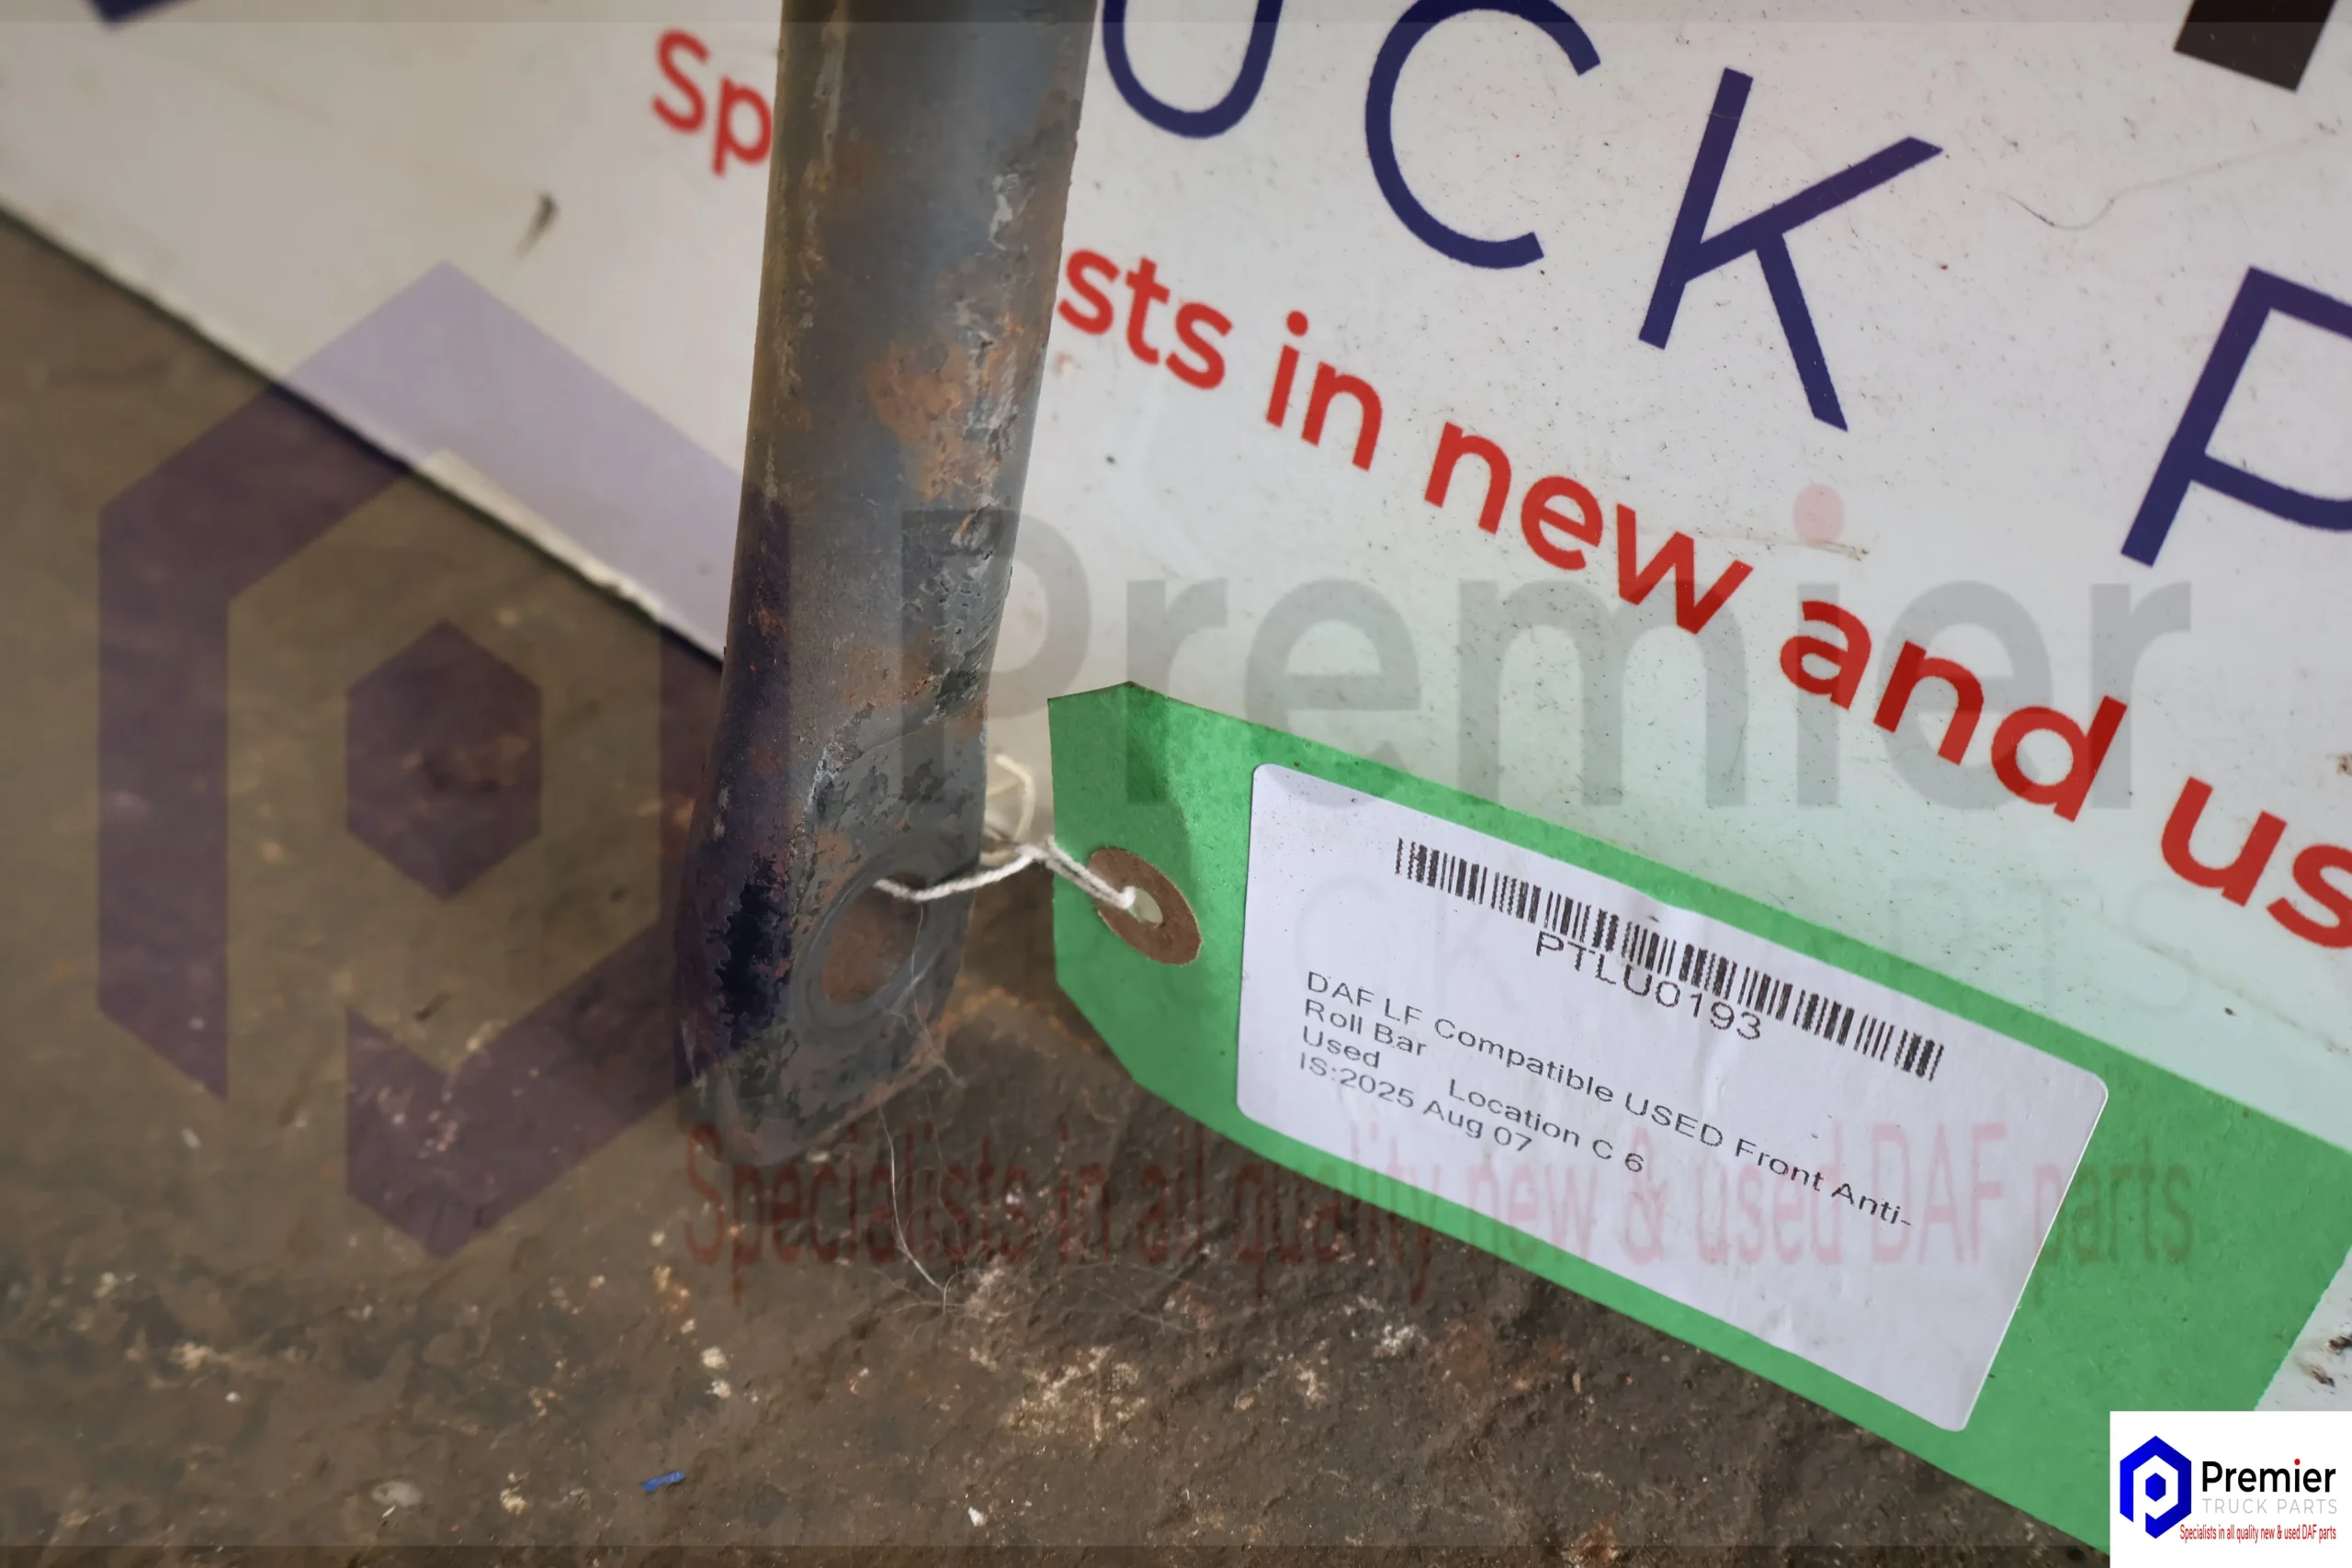 UCK P
Sp
sts in new and us
Premier
Specialists in all quality new & used DAF parts
PTLU0193
DAF LF Compatible USED Front Anti-
Roll Bar
Used Location C 6
IS:2025 Aug 07
Premier
TRUCK PARTS
Specialists in all quality new & used DAF parts